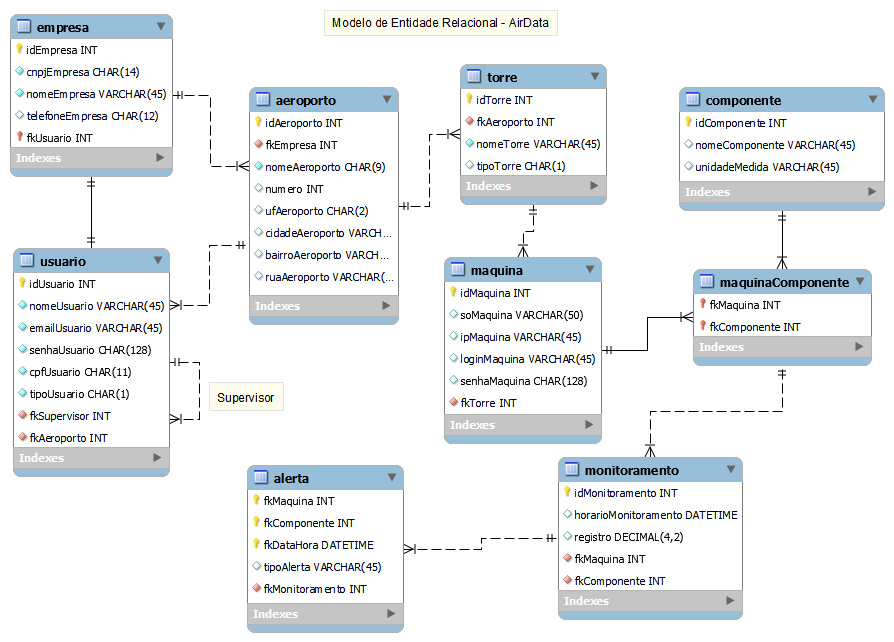 Modelo de Entidade Relacional - AirData
empresa
idEmpresa INT
cnpjEmpresa CHAR(14)
nomeEmpresa VARCHAR(45)
telefoneEmpresa CHAR(12)
fkUsuario INT
Indexes
aeroporto
idAeroporto INT
fkEmpresa INT
nomeAeroporto CHAR(9)
numero INT
ufAeroporto CHAR(2)
cidadeAeroporto VARCH...
bairroAeroporto VARCH...
ruaAeroporto VARCHAR(...
Indexes
torre
idTorre INT
fkAeroporto INT
nomeTorre VARCHAR(45)
tipoTorre CHAR(1)
Indexes
componente
idComponente INT
nomeComponente VARCHAR(45)
unidadeMedida VARCHAR(45)
Indexes
usuario
idUsuario INT
nomeUsuario VARCHAR(45)
emailUsuario VARCHAR(45)
senhaUsuario CHAR(128)
cpfUsuario CHAR(11)
tipoUsuario CHAR(1)
fkSupervisor INT
fkAeroporto INT
Indexes
Supervisor
maquina
idMaquina INT
soMaquina VARCHAR(50)
ipMaquina VARCHAR(45)
loginMaquina VARCHAR(45)
senhaMaquina CHAR(128)
fkTorre INT
Indexes
maquinaComponente
fkMaquina INT
fkComponente INT
Indexes
alerta
fkMaquina INT
fkComponente INT
fkDataHora DATETIME
tipoAlerta VARCHAR(45)
fkMonitoramento INT
Indexes
monitoramento
idMonitoramento INT
horarioMonitoramento DATETIME
registro DECIMAL(4,2)
fkMaquina INT
fkComponente INT
Indexes